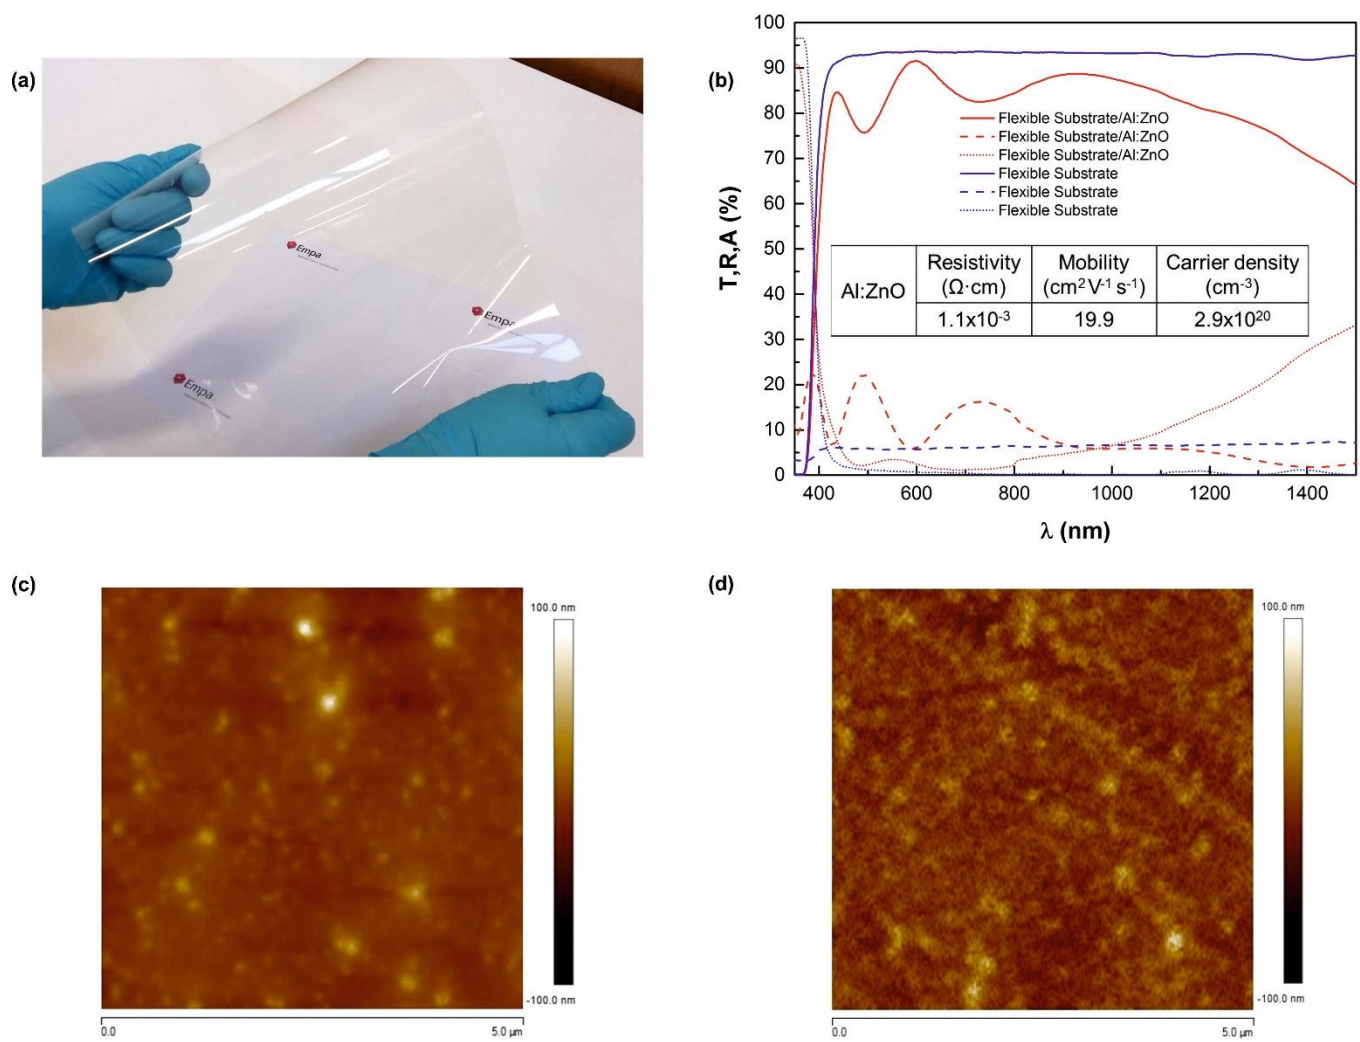 (a)
Empa
Empa
Empa
(b)
100
90
80
70
60
50
40
30
20
10
0
T,R,A (%)
Flexible Substrate/Al:ZnO
Flexible Substrate/Al:ZnO
Flexible Substrate/Al:ZnO
Flexible Substrate
Flexible Substrate
Flexible Substrate
Al:ZnO
Resistivity
(Ω·cm)
Mobility
(cm² V⁻¹ s⁻¹)
Carrier density
(cm⁻³)
1.1x10⁻³
19.9
2.9x10²⁰
400 600 800 1000 1200 1400
λ (nm)
(c)
100.0 nm
-100.0 nm
0.0 5.0 µm
(d)
100.0 nm
-100.0 nm
0.0 5.0 µm